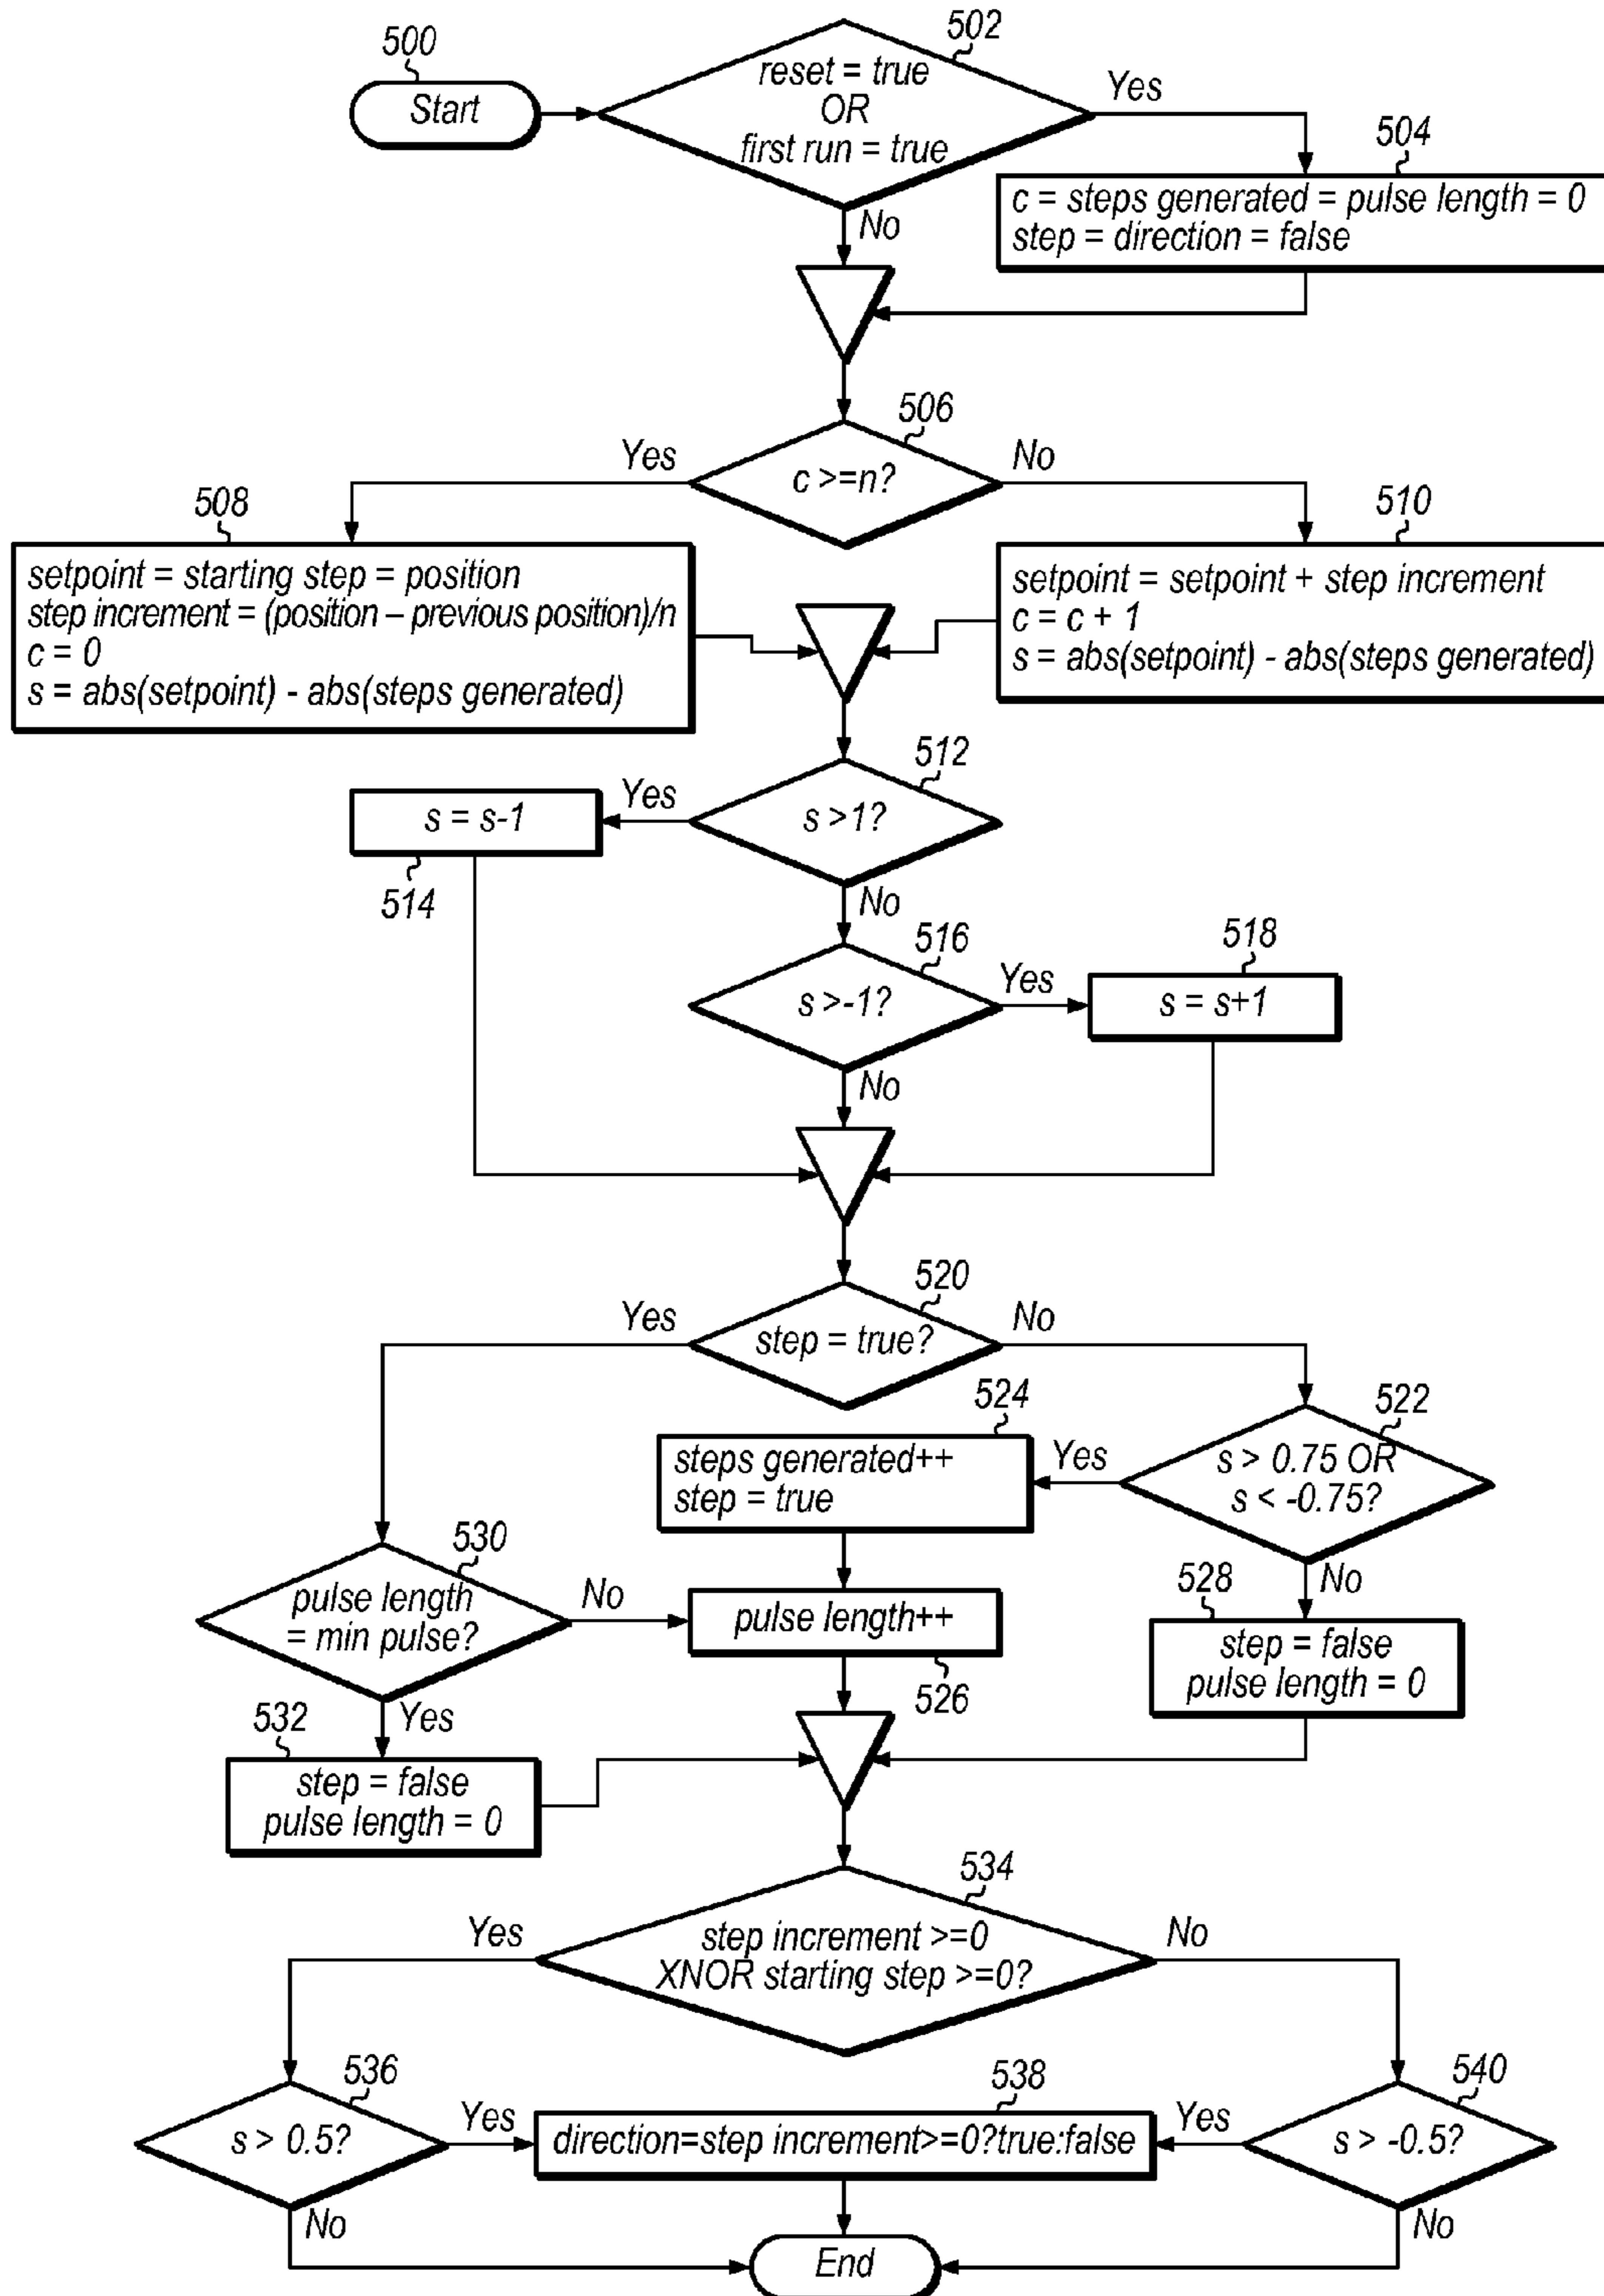 500
Start
502
reset = true
OR
first run = true
Yes
No
504
c = steps generated = pulse length = 0
step = direction = false
506
c >=n?
Yes
No
508
setpoint = starting step = position
step increment = (position – previous position)/n
c = 0
s = abs(setpoint) - abs(steps generated)
510
setpoint = setpoint + step increment
c = c + 1
s = abs(setpoint) - abs(steps generated)
512
s >1?
Yes
No
s = s-1
514
516
s >-1?
Yes
No
518
s = s+1
520
step = true?
Yes
No
522
s > 0.75 OR
s < -0.75?
Yes
No
524
steps generated++
step = true
pulse length++
526
528
step = false
pulse length = 0
530
pulse length
= min pulse?
No
Yes
532
step = false
pulse length = 0
534
step increment >=0
XNOR starting step >=0?
Yes
No
536
s > 0.5?
Yes
No
538
direction=step increment>=0?true:false
540
s > -0.5?
Yes
No
End